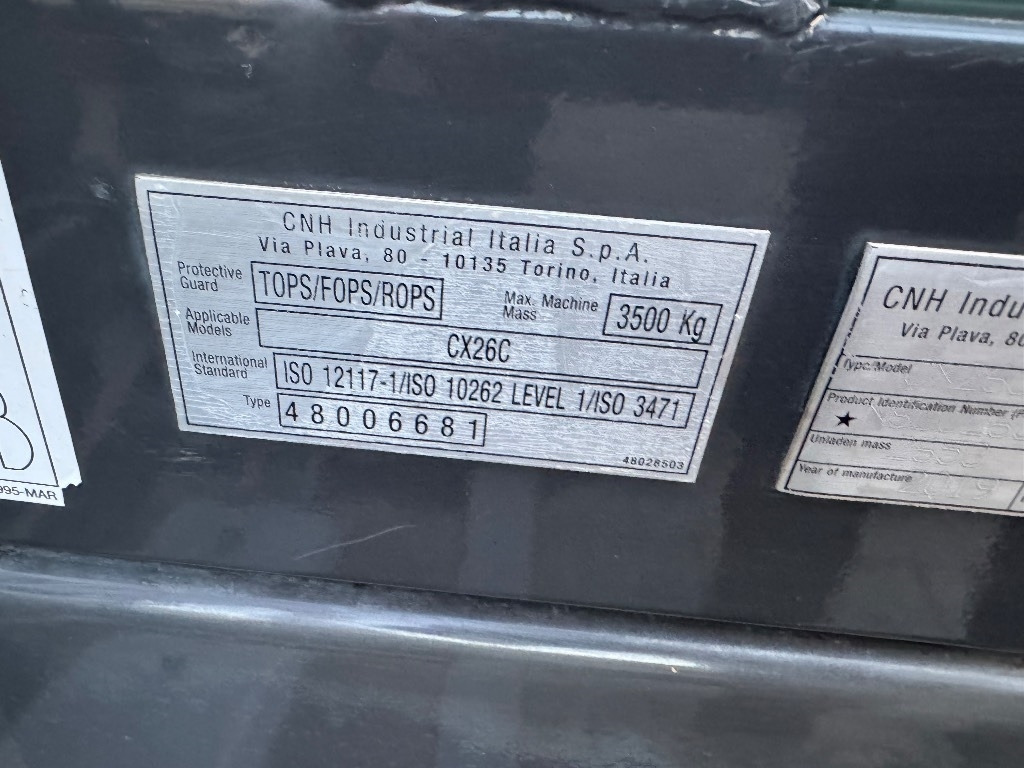 CNH Industrial Italia S.p.A.
Via Plava, 80 - 10135 Torino, Italia
Protective Guard TOPS/FOPS/ROPS Max. Machine Mass 3500 Kg
Applicable Models CX26C
International Standard ISO 12117-1/ISO 10262 LEVEL 1/ISO 3471
Type 48006681
48028503
CNH Indu
Via Plava, 80
Type/Model
Product Identification Number (P
★
Unladen mass
Year of manufacture 2019
995-MAR